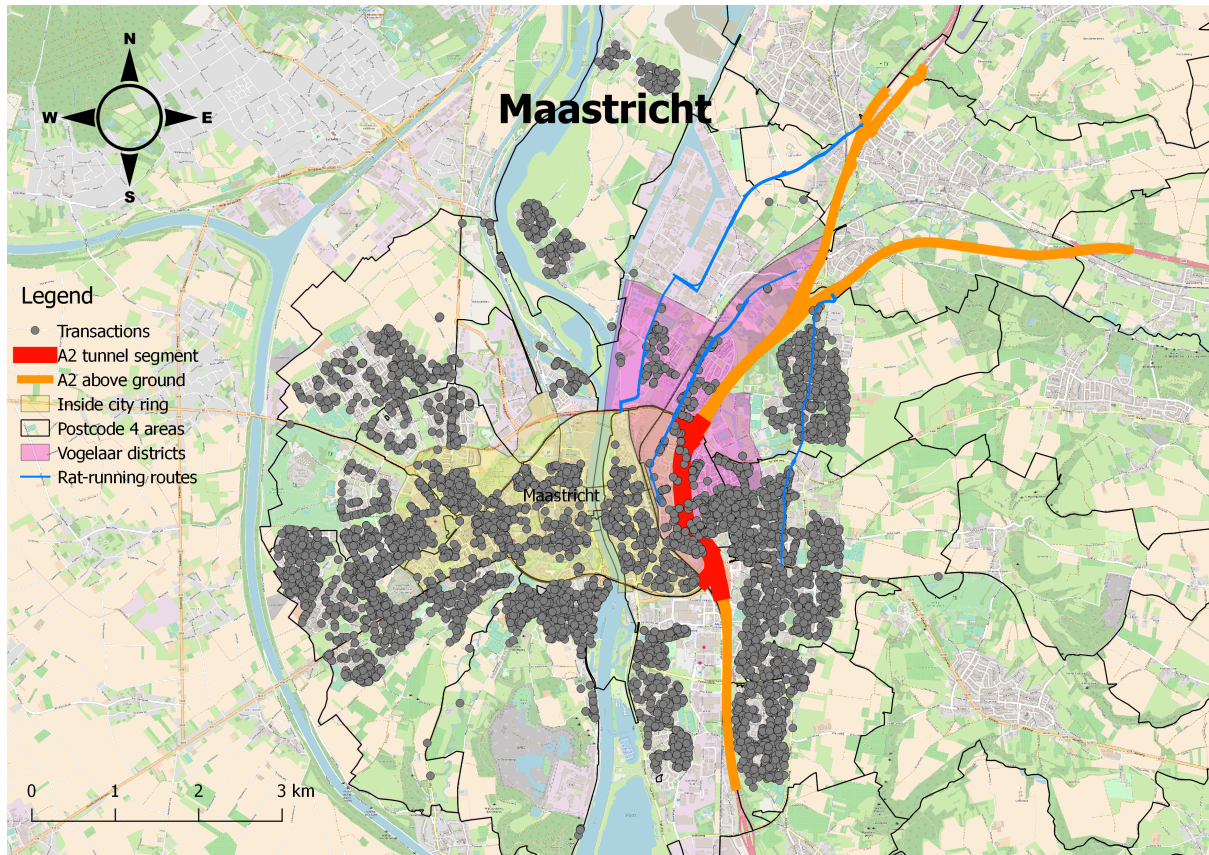 Maastricht
N
W
E
S
Legend
Transactions
A2 tunnel segment
A2 above ground
Inside city ring
Postcode 4 areas
Vogelaar districts
Rat-running routes
Maastricht
0
1
2
3 km